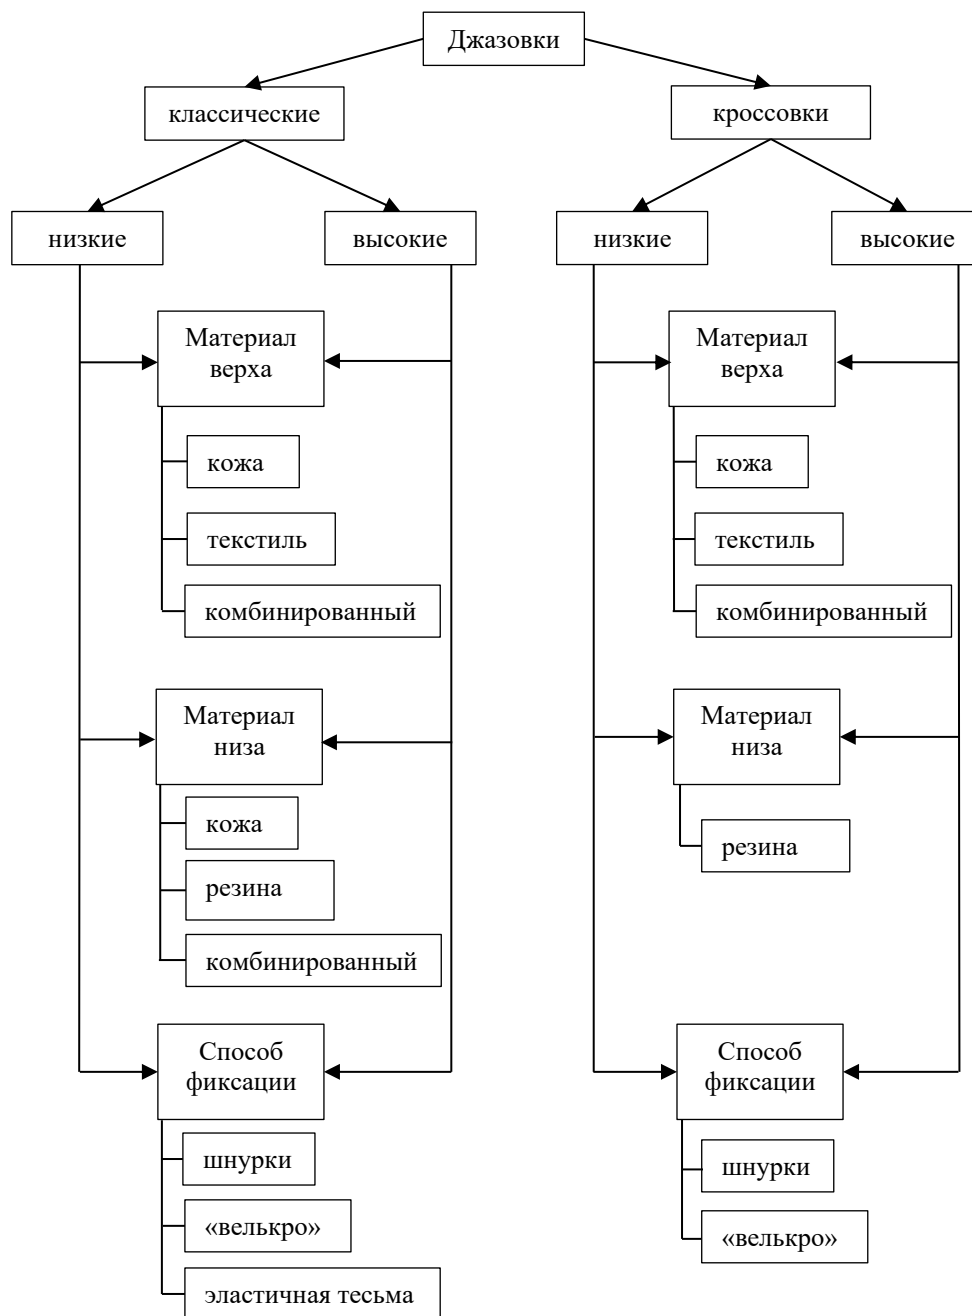 Джазовки
классические
кроссовки
низкие
высокие
низкие
высокие
Материал
верха
кожа
текстиль
комбинированный
Материал
низа
кожа
резина
комбинированный
Способ
фиксации
шнурки
«велькро»
эластичная тесьма
Материал
верха
кожа
текстиль
комбинированный
Материал
низа
резина
Способ
фиксации
шнурки
«велькро»